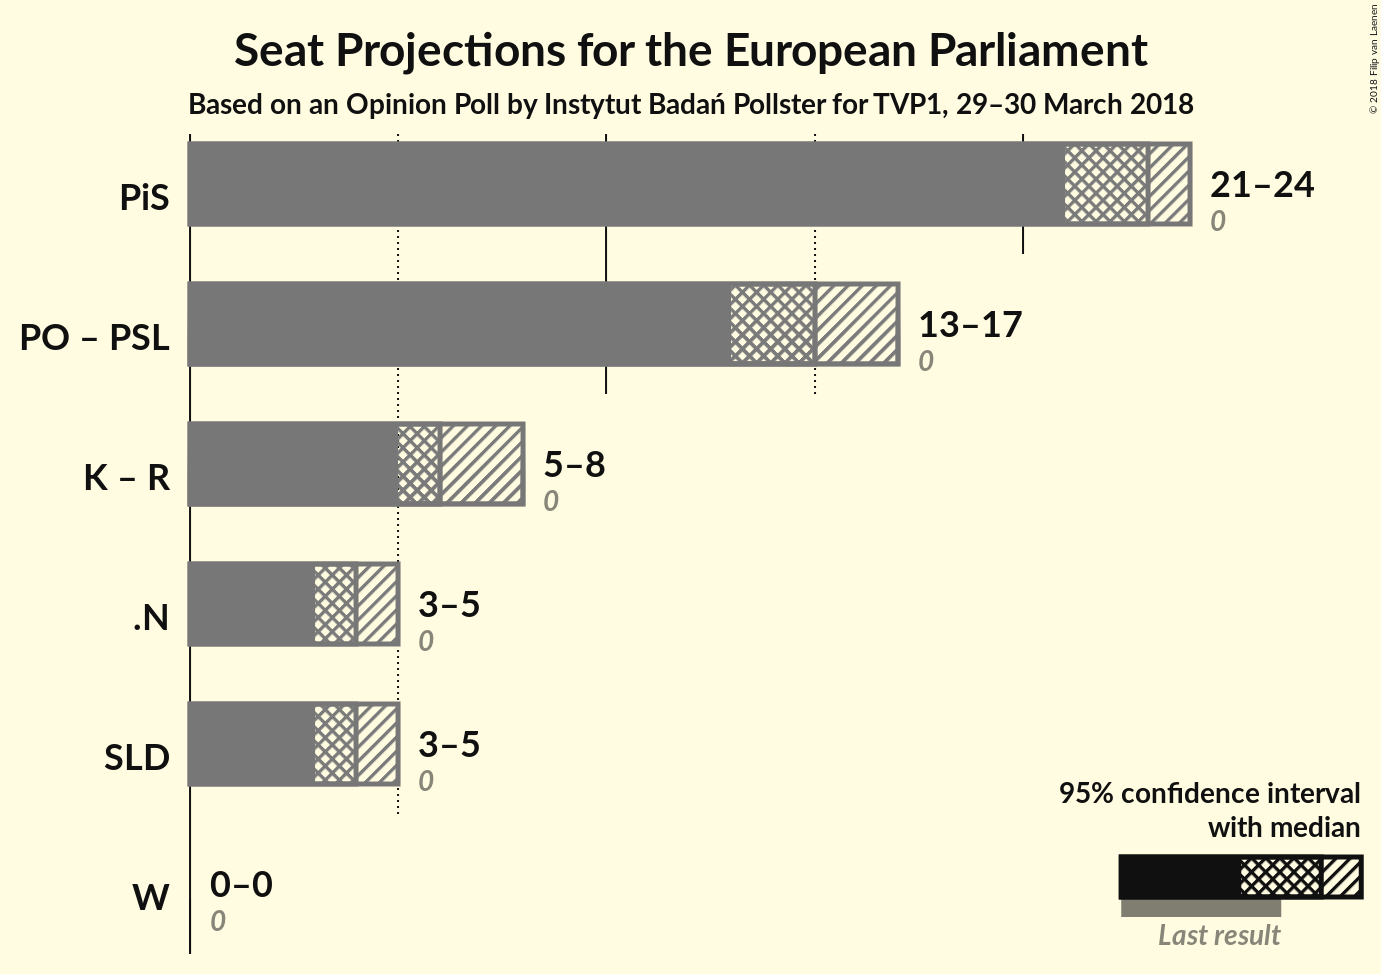 Seat Projections for the European Parliament
Based on an Opinion Poll by Instytut Badań Pollster for TVP1, 29–30 March 2018
© 2018 Filip van Laenen
PiS
21–24
0
PO – PSL
13–17
0
K – R
5–8
0
.N
3–5
0
SLD
3–5
0
W
0–0
0
95% confidence interval
with median
Last result